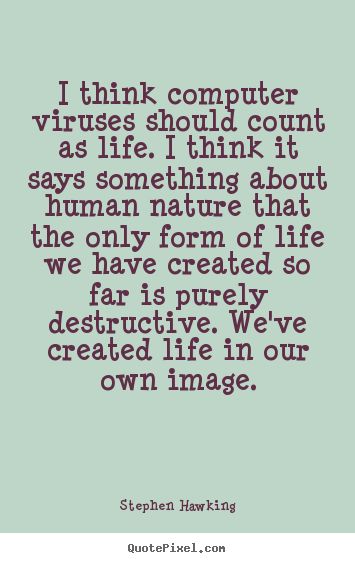 I think computer
viruses should count
as life. I think it
says something about
human nature that
the only form of life
we have created so
far is purely
destructive. We've
created life in our
own image.
Stephen Hawking
QuotePixel.com